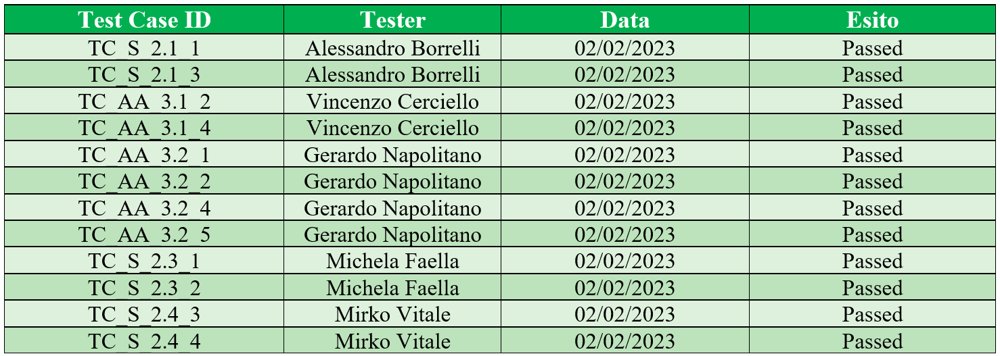 Test Case ID Tester Data Esito
TC_S_2.1_1 Alessandro Borrelli 02/02/2023 Passed
TC_S_2.1_3 Alessandro Borrelli 02/02/2023 Passed
TC_AA_3.1_2 Vincenzo Cerciello 02/02/2023 Passed
TC_AA_3.1_4 Vincenzo Cerciello 02/02/2023 Passed
TC_AA_3.2_1 Gerardo Napolitano 02/02/2023 Passed
TC_AA_3.2_2 Gerardo Napolitano 02/02/2023 Passed
TC_AA_3.2_4 Gerardo Napolitano 02/02/2023 Passed
TC_AA_3.2_5 Gerardo Napolitano 02/02/2023 Passed
TC_S_2.3_1 Michela Faella 02/02/2023 Passed
TC_S_2.3_2 Michela Faella 02/02/2023 Passed
TC_S_2.4_3 Mirko Vitale 02/02/2023 Passed
TC_S_2.4_4 Mirko Vitale 02/02/2023 Passed